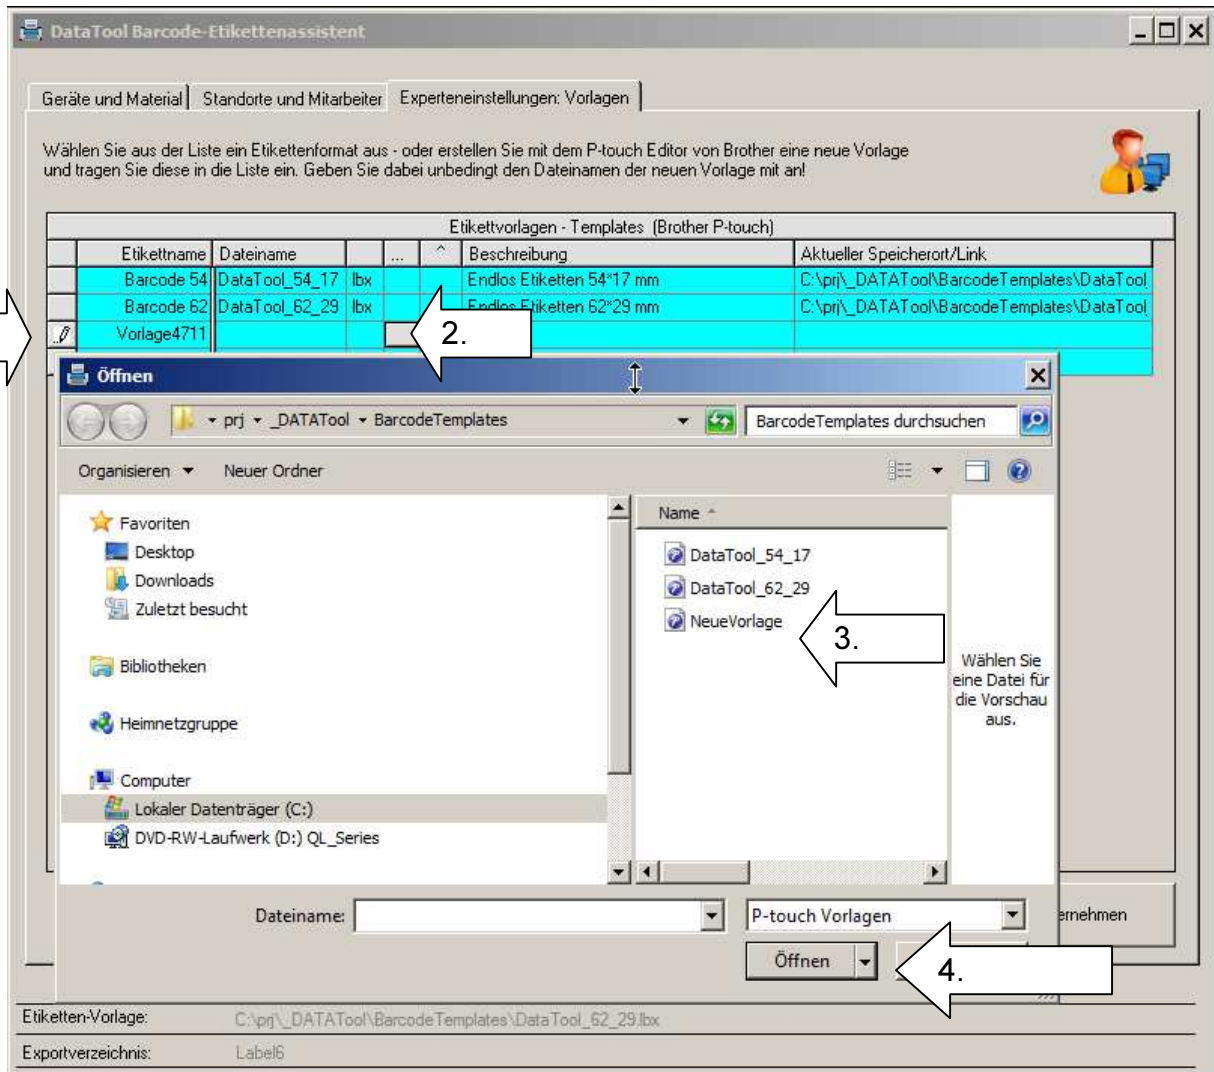 DataTool Barcode-Etikettenassistent
Geräte und Material Standorte und Mitarbeiter Experteneinstellungen: Vorlagen
Wählen Sie aus der Liste ein Etikettenformat aus - oder erstellen Sie mit dem P-touch Editor von Brother eine neue Vorlage
und tragen Sie diese in die Liste ein. Geben Sie dabei unbedingt den Dateinamen der neuen Vorlage mit an!
Etikettvorlagen - Templates (Brother P-touch)
Etikettname Dateiname ... ^ Beschreibung Aktueller Speicherort/Link
Barcode 54 DataTool_54_17 lbx Endlos Etiketten 54*17 mm C:\prj\_DATATool\BarcodeTemplates\DataTool
Barcode 62 DataTool_62_29 lbx Endlos Etiketten 62*29 mm C:\prj\_DATATool\BarcodeTemplates\DataTool
Vorlage4711
2.
Öffnen
prj _DATATool BarcodeTemplates BarcodeTemplates durchsuchen
Organisieren Neuer Ordner
Favoriten
Desktop
Downloads
Zuletzt besucht
Bibliotheken
Heimnetzgruppe
Computer
Lokaler Datenträger (C:)
DVD-RW-Laufwerk (D:) QL_Series
Name
DataTool_54_17
DataTool_62_29
NeueVorlage
3.
Wählen Sie
eine Datei für
die Vorschau
aus.
Dateiname: P-touch Vorlagen
Öffnen
4.
ernehmen
Etiketten-Vorlage: C:\prj\_DATATool\BarcodeTemplates\DataTool_62_29.lbx
Exportverzeichnis: Label6